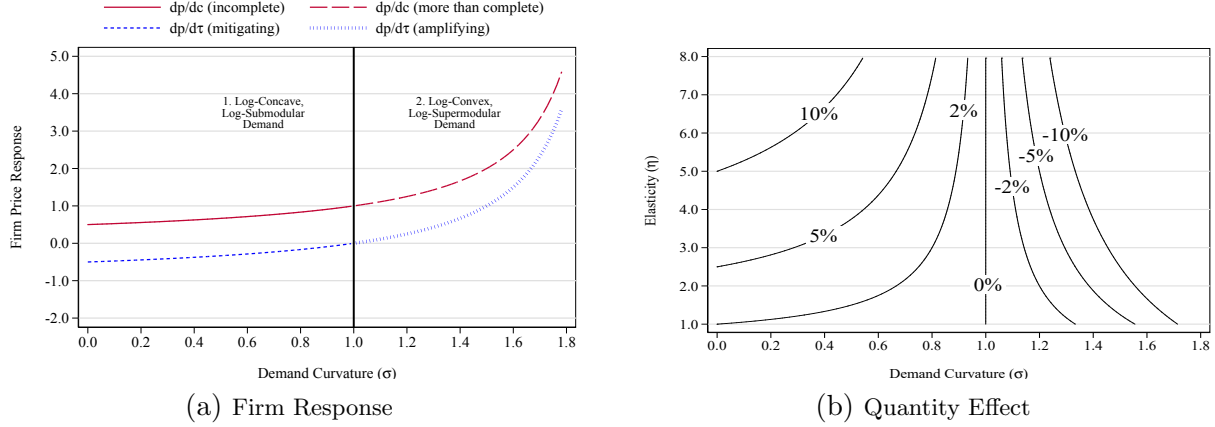 dp/dc (incomplete)
dp/dc (more than complete)
dp/dτ (mitigating)
dp/dτ (amplifying)
5.0
4.0
3.0
2.0
1.0
0.0
-1.0
-2.0
Firm Price Response
1. Log-Concave,
Log-Submodular
Demand
2. Log-Convex,
Log-Supermodular
Demand
0.0 0.2 0.4 0.6 0.8 1.0 1.2 1.4 1.6 1.8
Demand Curvature (σ)
(a) Firm Response
8.0
7.0
6.0
5.0
4.0
3.0
2.0
1.0
Elasticity (η)
10%
5%
2%
0%
-2%
-5%
-10%
0.0 0.2 0.4 0.6 0.8 1.0 1.2 1.4 1.6 1.8
Demand Curvature (σ)
(b) Quantity Effect